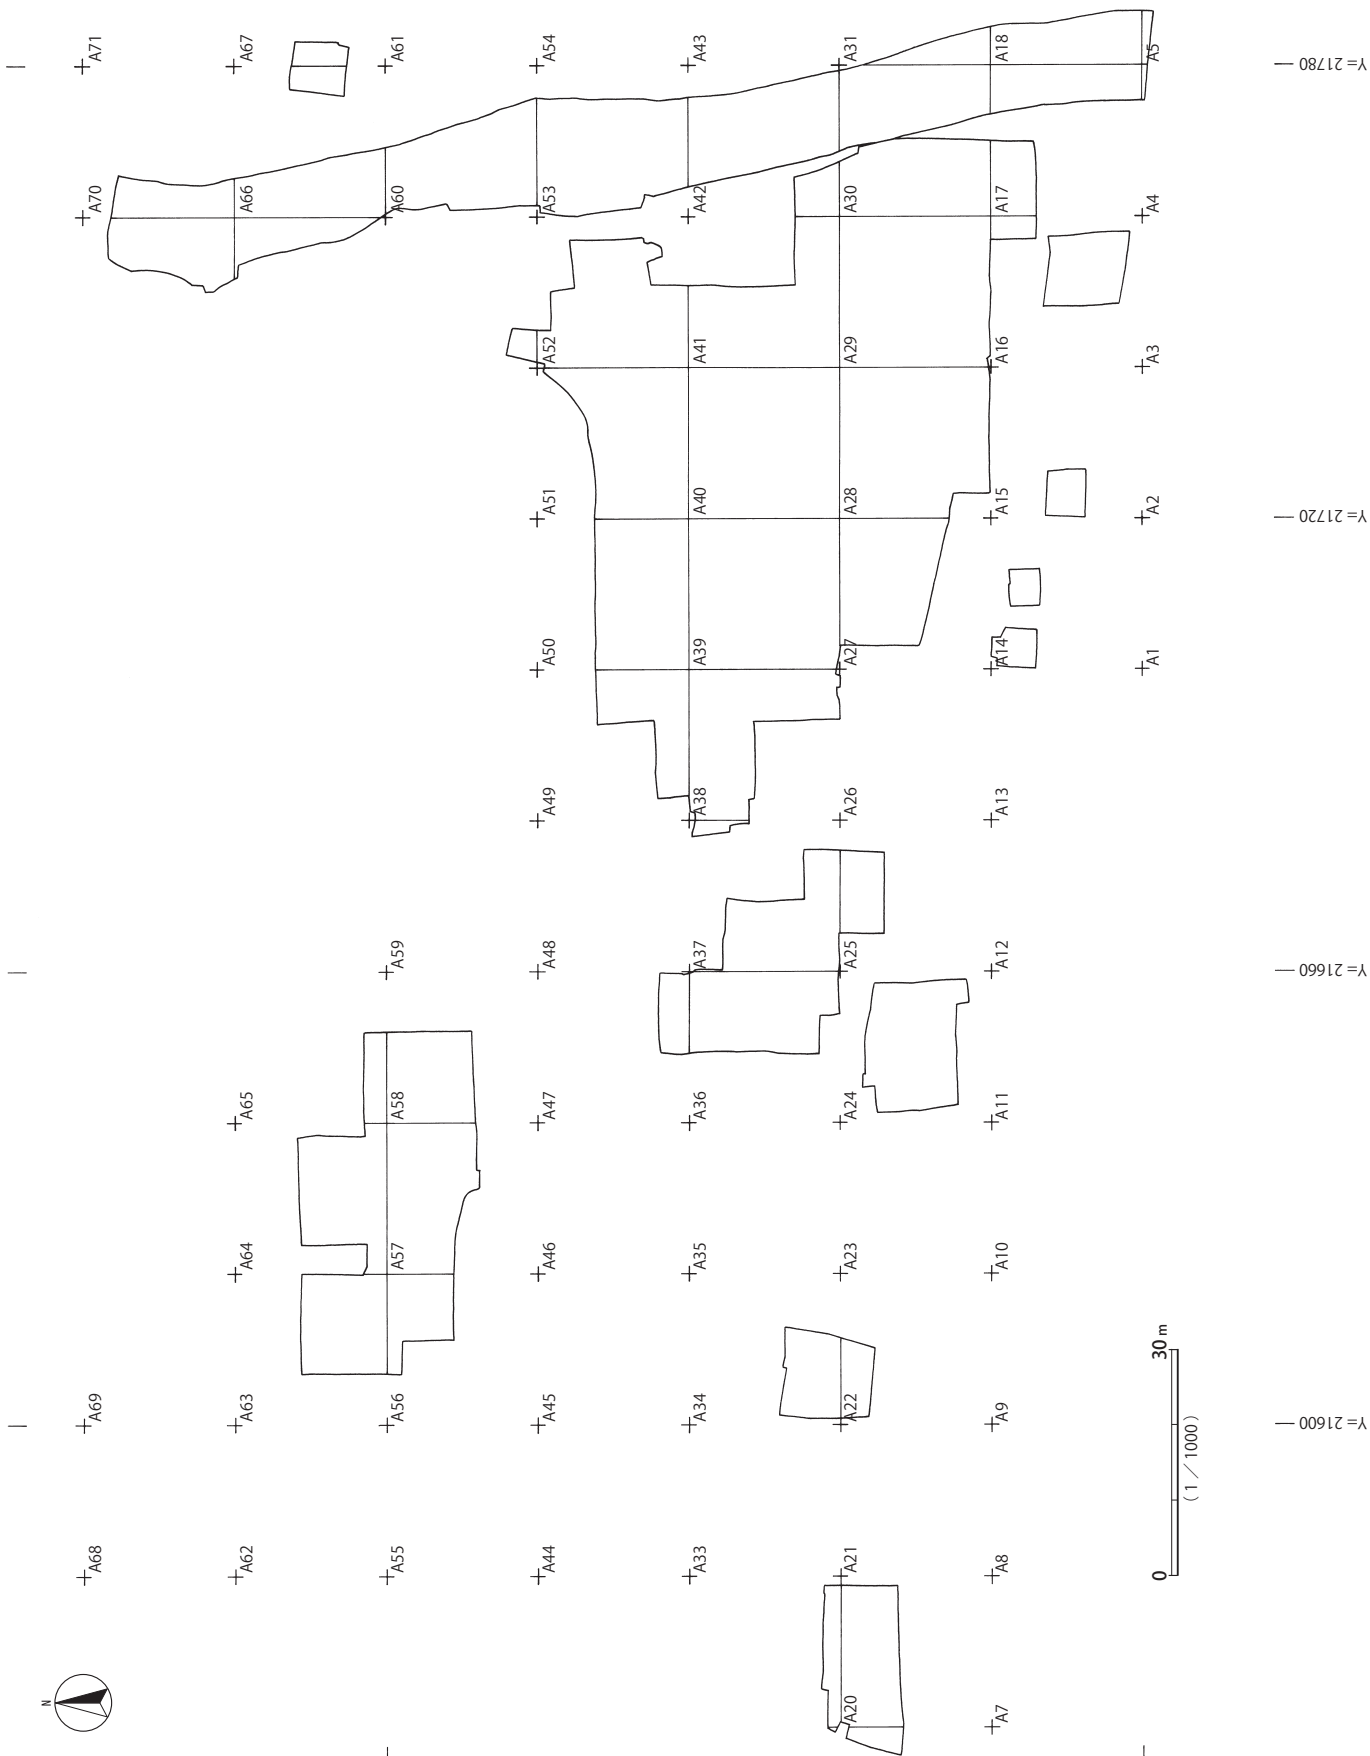 N
A68 A69 A70 A71
A62 A63 A64 A65 A66 A67
A55 A56 A57 A58 A59 A60 A61
A44 A45 A46 A47 A48 A49 A50 A51 A52 A53 A54
A33 A34 A35 A36 A37 A38 A39 A40 A41 A42 A43
A20 A21 A22 A23 A24 A25 A26 A27 A28 A29 A30 A31
A7 A8 A9 A10 A11 A12 A13 A14 A15 A16 A17 A18
A1 A2 A3 A4 A5
0 30 m
（1／1000）
Y= 21600
Y= 21660
Y= 21720
Y= 21780